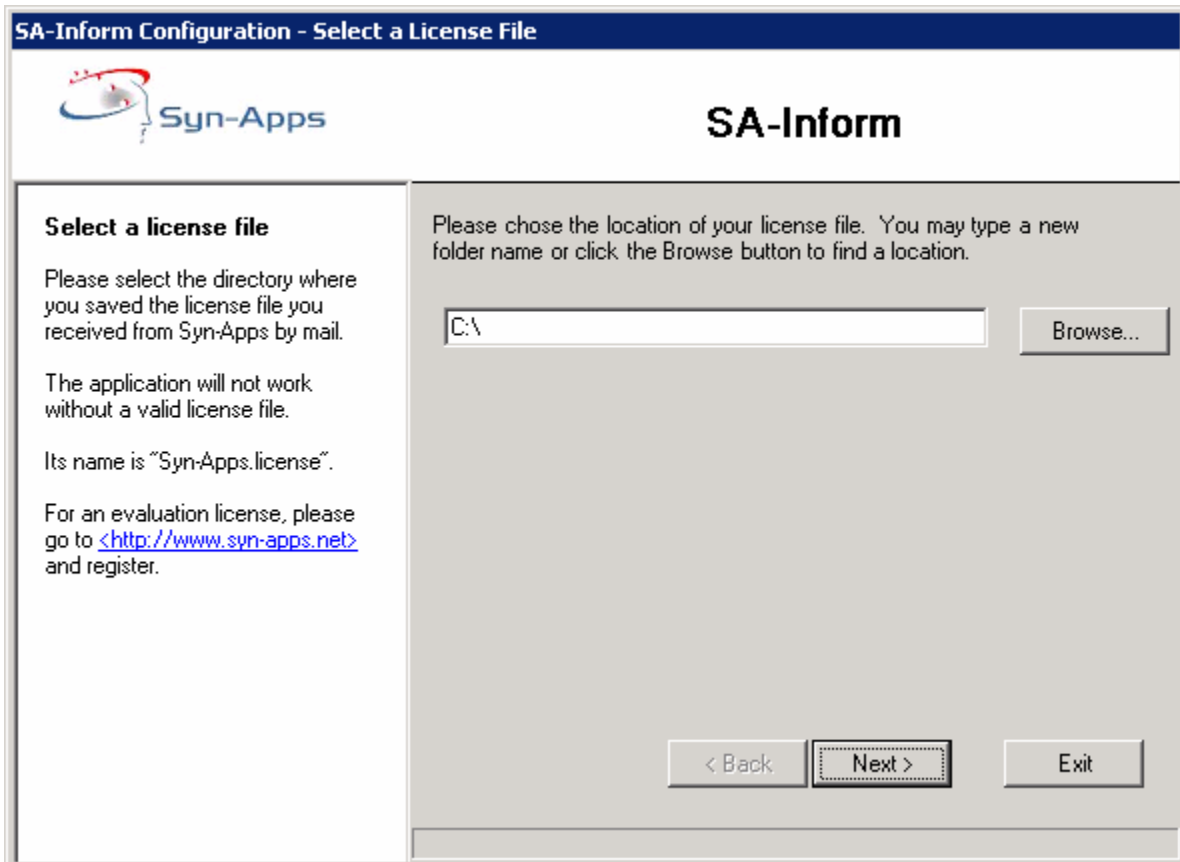 SA-Inform Configuration - Select a License File
Syn-Apps
SA-Inform
Select a license file
Please select the directory where
you saved the license file you
received from Syn-Apps by mail.
The application will not work
without a valid license file.
Its name is "Syn-Apps.license".
For an evaluation license, please
go to <http://www.syn-apps.net>
and register.
Please chose the location of your license file.  You may type a new
folder name or click the Browse button to find a location.
C:\
Browse...
< Back
Next >
Exit